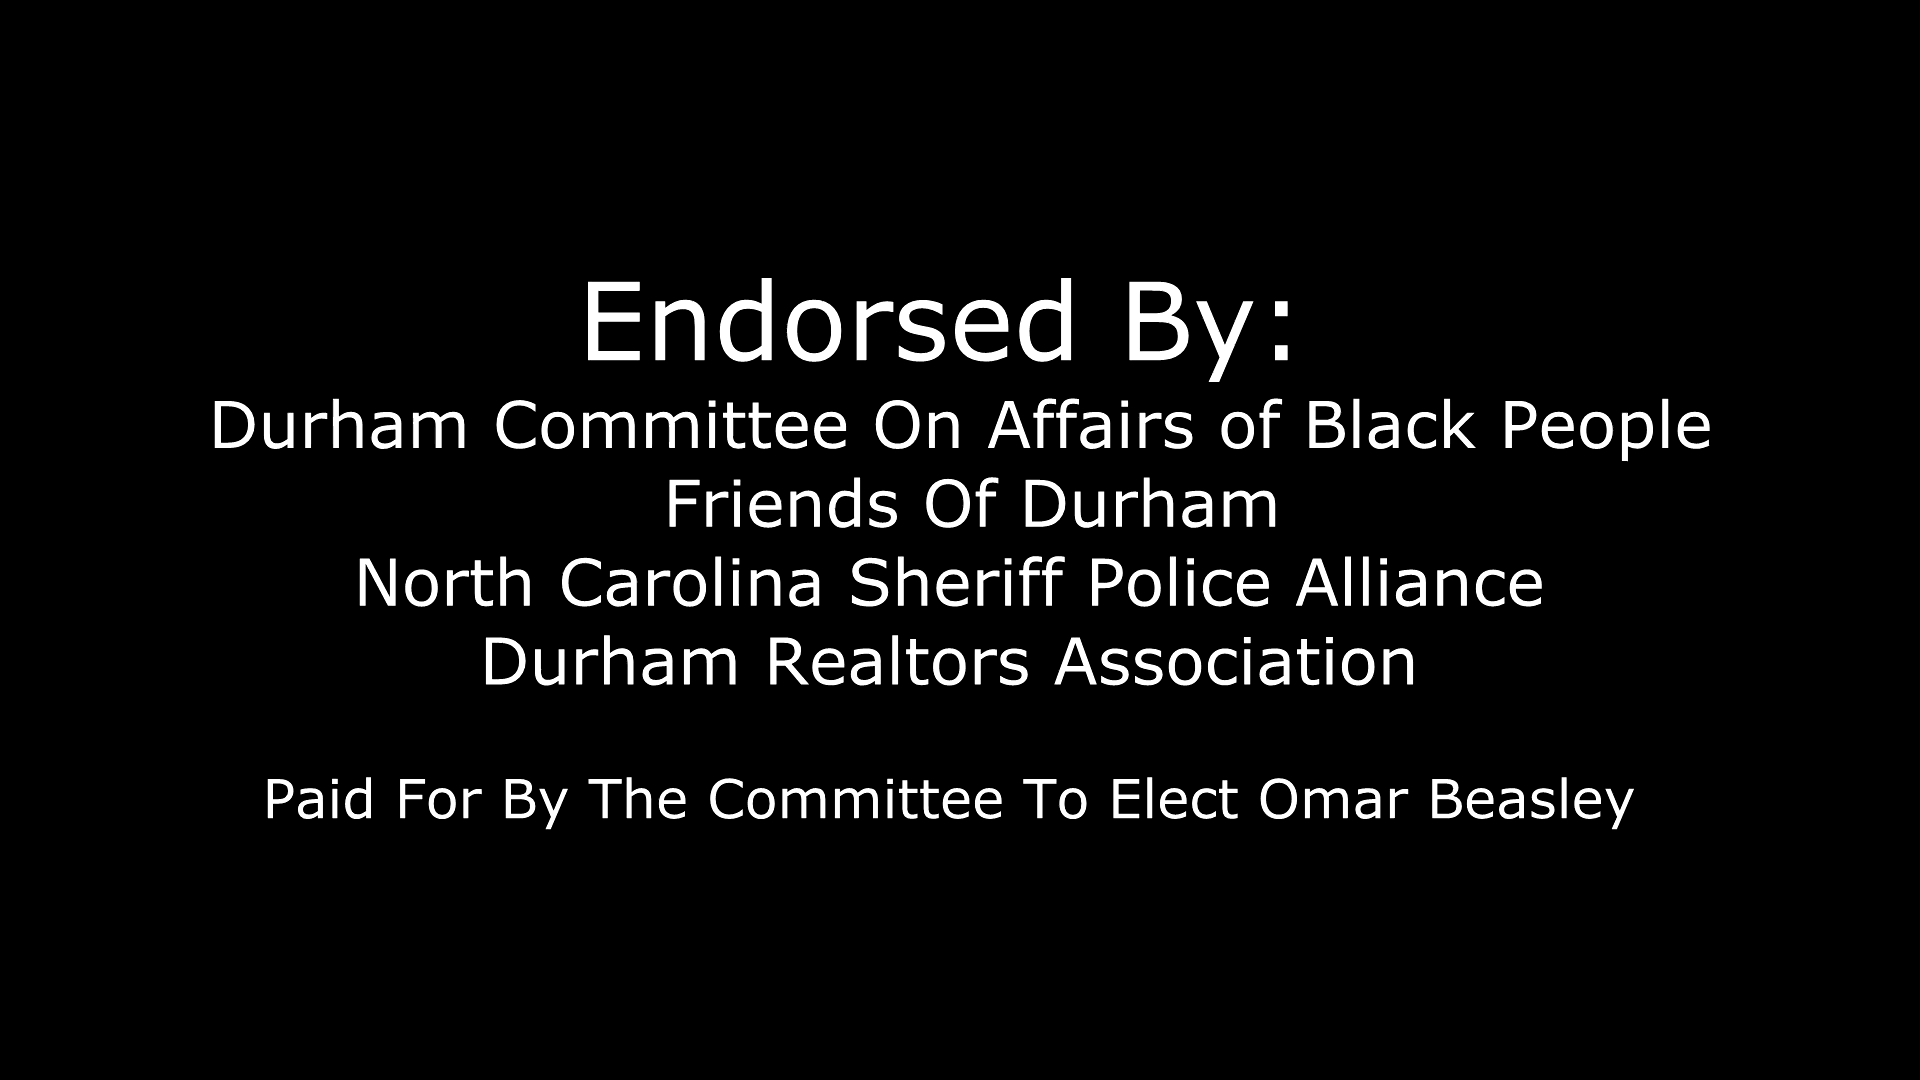 Endorsed By:
Durham Committee On Affairs of Black People
Friends Of Durham
North Carolina Sheriff Police Alliance
Durham Realtors Association
Paid For By The Committee To Elect Omar Beasley